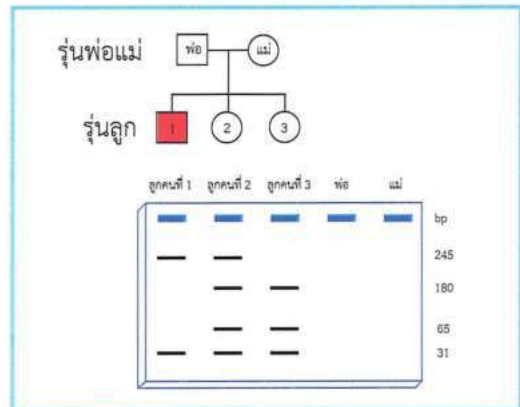 รุ่นพ่อแม่ พ่อ แม่
รุ่นลูก 1 2 3
ลูกคนที่ 1 ลูกคนที่ 2 ลูกคนที่ 3 พ่อ แม่
bp
245
180
65
31